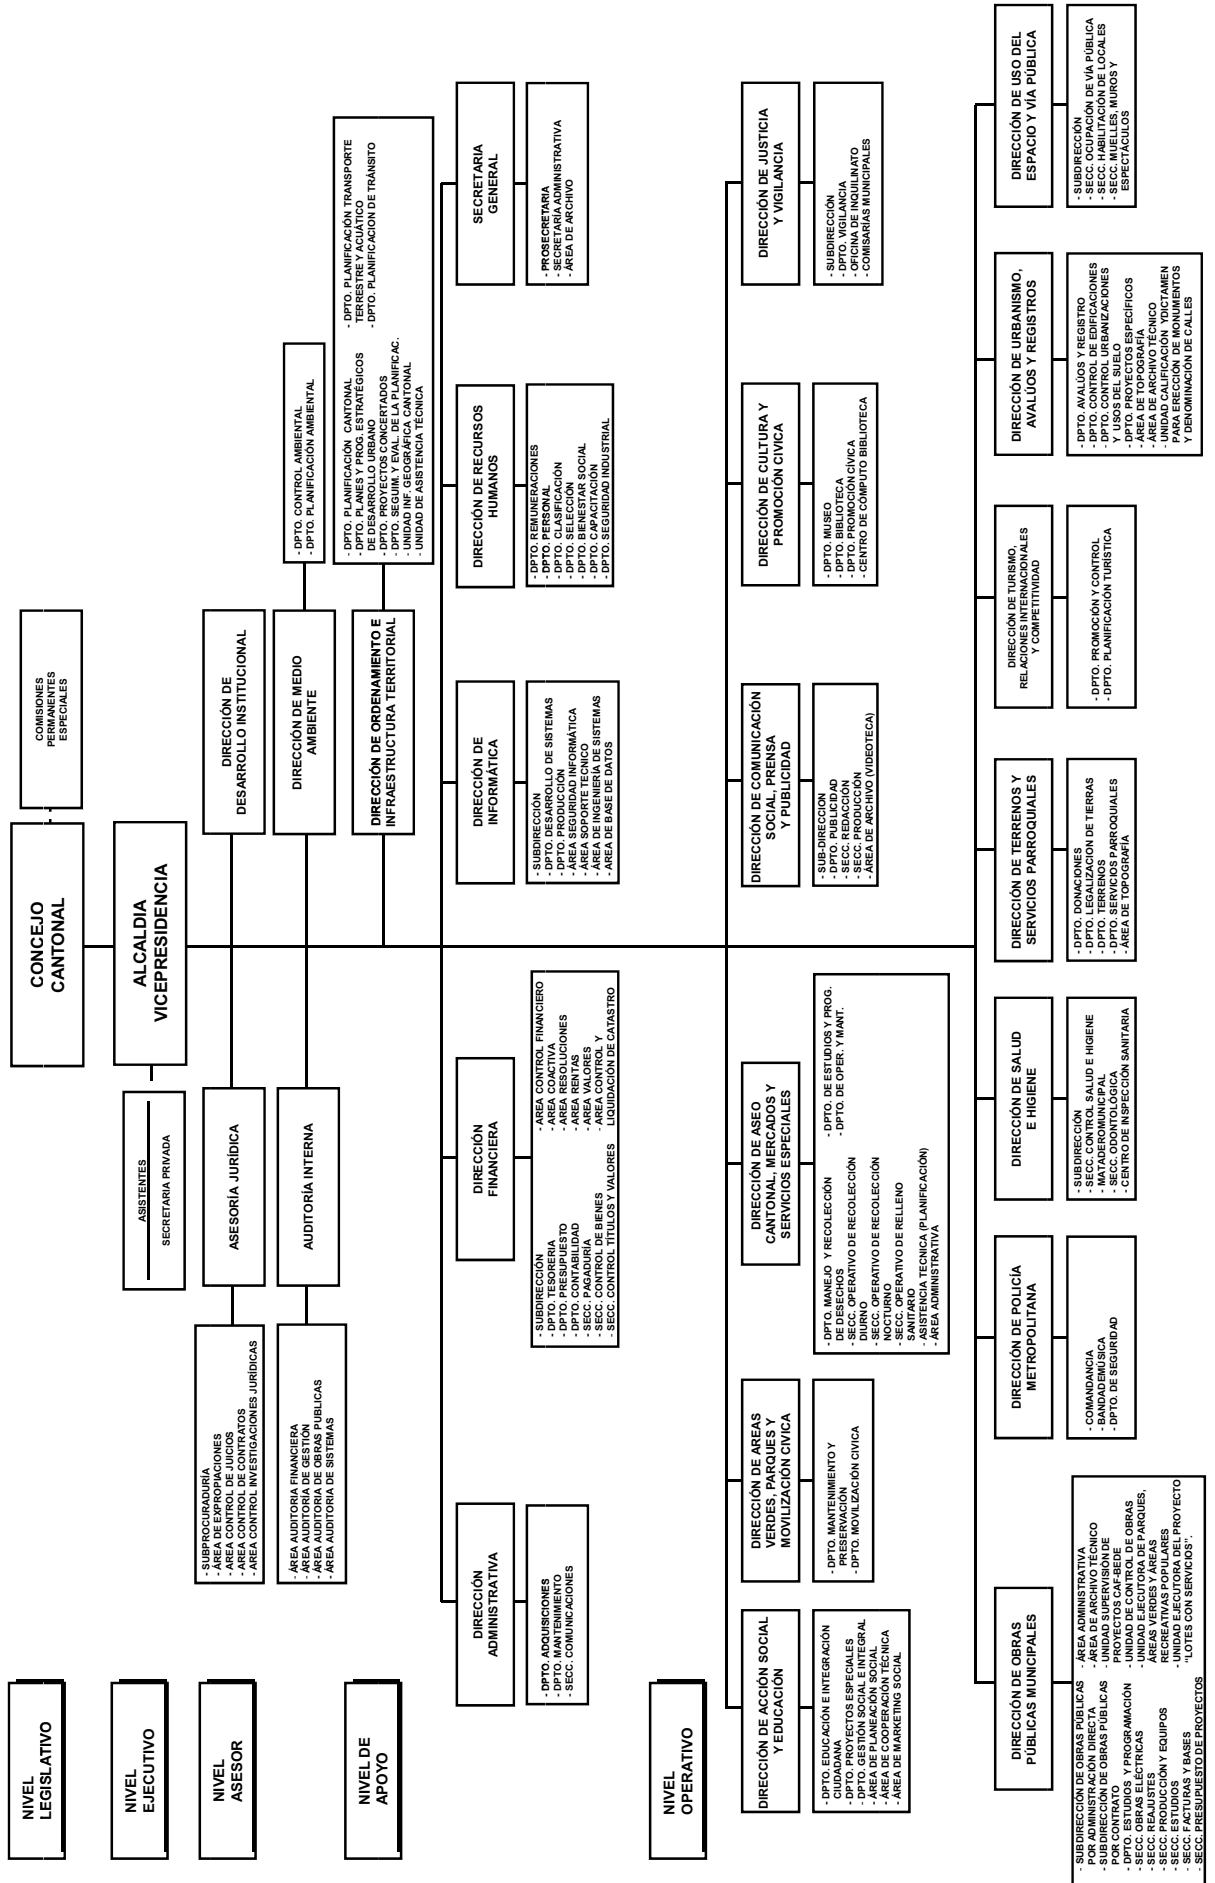 NIVEL
LEGISLATIVO
CONCEJO
CANTONAL
COMISIONES
PERMANENTES
ESPECIALES
NIVEL
EJECUTIVO
ASISTENTES
SECRETARIA PRIVADA
ALCALDIA
VICEPRESIDENCIA
NIVEL
ASESOR
- SUBPROCURADURÍA
- ÁREA DE EXPROPIACIONES
- ÁREA CONTROL DE JUICIOS
- ÁREA CONTROL DE CONTRATOS
- ÁREA CONTROL INVESTIGACIONES JURÍDICAS
ASESORÍA JURÍDICA
DIRECCIÓN DE
DESARROLLO INSTITUCIONAL
- ÁREA AUDITORIA FINANCIERA
- ÁREA AUDITORÍA DE GESTIÓN
- ÁREA AUDITORIA DE OBRAS PUBLICAS
- ÁREA AUDITORIA DE SISTEMAS
AUDITORÍA INTERNA
DIRECCIÓN DE MEDIO
AMBIENTE
- DPTO. CONTROL AMBIENTAL
- DPTO. PLANIFICACIÓN AMBIENTAL
NIVEL DE
APOYO
DIRECCIÓN DE ORDENAMIENTO E
INFRAESTRUCTURA TERRITORIAL
- DPTO. PLANIFICACIÓN CANTONAL
- DPTO. PLANES Y PROG. ESTRATÉGICOS
DE DESARROLLO URBANO
- DPTO. PROYECTOS CONCERTADOS
- DPTO. SEGUIM. Y EVAL. DE LA PLANIFICAC.
- UNIDAD INF. GEOGRÁFICA CANTONAL
- UNIDAD DE ASISTENCIA TÉCNICA
- DPTO. PLANIFICACIÓN TRANSPORTE
TERRESTRE Y ACUÁTICO
- DPTO. PLANIFICACION DE TRÁNSITO
DIRECCIÓN
ADMINISTRATIVA
- DPTO. ADQUISICIONES
- DPTO. MANTENIMIENTO
- SECC. COMUNICACIONES
DIRECCIÓN
FINANCIERA
- SUBDIRECCIÓN
- DPTO. TESORERIA
- DPTO. PRESUPUESTO
- DPTO. CONTABILIDAD
- SECC. PAGADURÍA
- SECC. CONTROL DE BIENES
- SECC. CONTROL TÍTULOS Y VALORES
- AREA CONTROL FINANCIERO
- AREA COACTIVA
- AREA RESOLUCIONES
- AREA RENTAS
- AREA VALORES
- AREA CONTROL Y
LIQUIDACIÓN DE CATASTRO
DIRECCIÓN DE
INFORMÁTICA
- SUBDIRECCIÓN
- DPTO. DESARROLLO DE SISTEMAS
- DPTO. PRODUCCIÓN
- ÁREA SEGURIDAD INFORMÁTICA
- ÁREA SOPORTE TECNICO
- ÁREA DE INGENIERÍA DE SISTEMAS
- ÁREA DE BASE DE DATOS
DIRECCIÓN DE RECURSOS
HUMANOS
- DPTO. REMUNERACIONES
- DPTO. PERSONAL
- DPTO. CLASIFICACIÓN
- DPTO. SELECCIÓN
- DPTO. BIENESTAR SOCIAL
- DPTO. CAPACITACIÓN
- DPTO. SEGURIDAD INDUSTRIAL
SECRETARIA
GENERAL
- PROSECRETARIA
- SECRETARÍA ADMINISTRATIVA
- ÁREA DE ARCHIVO
NIVEL
OPERATIVO
DIRECCIÓN DE ACCIÓN SOCIAL
Y EDUCACIÓN
- DPTO. EDUCACIÓN E INTEGRACIÓN
CIUDADANA
- DPTO. PROYECTOS ESPECIALES
- DPTO. GESTIÓN SOCIAL E INTEGRAL
- ÁREA DE PLANEACIÓN SOCIAL
- ÁREA DE COOPERACIÓN TÉCNICA
- ÁREA DE MARKETING SOCIAL
DIRECCIÓN DE AREAS
VERDES, PARQUES Y
MOVILIZACIÓN CIVICA
- DPTO. MANTENIMIENTO Y
PRESERVACIÓN
- DPTO. MOVILIZACIÓN CIVICA
DIRECCIÓN DE ASEO
CANTONAL, MERCADOS Y
SERVICIOS ESPECIALES
- DPTO. MANEJO Y RECOLECCIÓN
DE DESECHOS
- SECC. OPERATIVO DE RECOLECCIÓN
DIURNO
- SECC. OPERATIVO DE RECOLECCIÓN
NOCTURNO
- SECC. OPERATIVO DE RELLENO
SANITARIO
- ASISTENCIA TECNICA (PLANIFICACIÓN)
- ÁREA ADMINISTRATIVA
- DPTO. DE ESTUDIOS Y PROG.
- DPTO. DE OPER. Y MANT.
DIRECCIÓN DE COMUNICACIÓN
SOCIAL, PRENSA
Y PUBLICIDAD
- SUB-DIRECCION
- DPTO. PUBLICIDAD
- SECC. REDACCIÓN
- SECC. PRODUCCIÓN
- ÁREA DE ARCHIVO (VIDEOTECA)
DIRECCIÓN DE CULTURA Y
PROMOCIÓN CIVICA
- DPTO. MUSEO
- DPTO. BIBLIOTECA
- DPTO. PROMOCIÓN CÍVICA
- CENTRO DE CÓMPUTO BIBLIOTECA
DIRECCIÓN DE JUSTICIA
Y VIGILANCIA
- SUBDIRECCIÓN
- DPTO. VIGILANCIA
- OFICINA DE INQUILINATO
- COMISARÍAS MUNICIPALES
DIRECCIÓN DE OBRAS
PÚBLICAS MUNICIPALES
- SUBDIRECCIÓN DE OBRAS PÚBLICAS
POR ADMINISTRACIÓN DIRECTA
- SUBDIRECCIÓN DE OBRAS PÚBLICAS
POR CONTRATO
- DPTO. ESTUDIOS Y PROGRAMACIÓN
- SECC. OBRAS ELÉCTRICAS
- SECC. REAJUSTES
- SECC. PRODUCCIÓN Y EQUIPOS
- SECC. ESTUDIOS
- SECC. FACTURAS Y BASES
- SECC. PRESUPUESTO DE PROYECTOS
- ÁREA ADMINISTRATIVA
- ÁREA DE ARCHIVO TÉCNICO
- UNIDAD SUPERVISIÓN DE
PROYECTOS CAF-BEDE
- UNIDAD DE CONTROL DE OBRAS
- UNIDAD EJECUTORA DE PARQUES,
ÁREAS VERDES Y ÁREAS
RECREATIVAS POPULARES
- UNIDAD EJECUTORA DEL PROYECTO
"LOTES CON SERVICIOS".
DIRECCIÓN DE POLICÍA
METROPOLITANA
- COMANDANCIA
- BANDADEMÚSICA
- DPTO. DE SEGURIDAD
DIRECCIÓN DE SALUD
E HIGIENE
- SUBDIRECCIÓN
- SECC. CONTROL SALUD E HIGIENE
- MATADEROMUNICIPAL
- SECC. ODONTOLÓGICA
- CENTRO DE INSPECCIÓN SANITARIA
DIRECCIÓN DE TERRENOS Y
SERVICIOS PARROQUIALES
- DPTO. DONACIONES
- DPTO. LEGALIZACION DE TIERRAS
- DPTO. TERRENOS
- DPTO. SERVICIOS PARROQUIALES
- ÁREA DE TOPOGRAFÍA
DIRECCIÓN DE TURISMO,
RELACIONES INTERNACIONALES
Y COMPETITIVIDAD
- DPTO. PROMOCIÓN Y CONTROL
- DPTO. PLANIFICACIÓN TURÍSTICA
DIRECCIÓN DE URBANISMO,
AVALÚOS Y REGISTROS
- DPTO. AVALÚOS Y REGISTRO
- DPTO. CONTROL DE EDIFICACIONES
- DPTO. CONTROL URBANIZACIONES
Y USOS DEL SUELO
- DPTO. PROYECTOS ESPECÍFICOS
- ÁREA DE TOPOGRAFÍA
- ÁREA DE ARCHIVO TÉCNICO
- UNIDAD CALIFICACIÓN YDICTAMEN
PARA ERECCIÓN DE MONUMENTOS
Y DENOMINACIÓN DE CALLES
DIRECCIÓN DE USO DEL
ESPACIO Y VÍA PÚBLICA
- SUBDIRECCIÓN
- SECC. OCUPACIÓN DE VÍA PÚBLICA
- SECC. HABILITACIÓN DE LOCALES
- SECC. MUELLES, MUROS Y
ESPECTÁCULOS